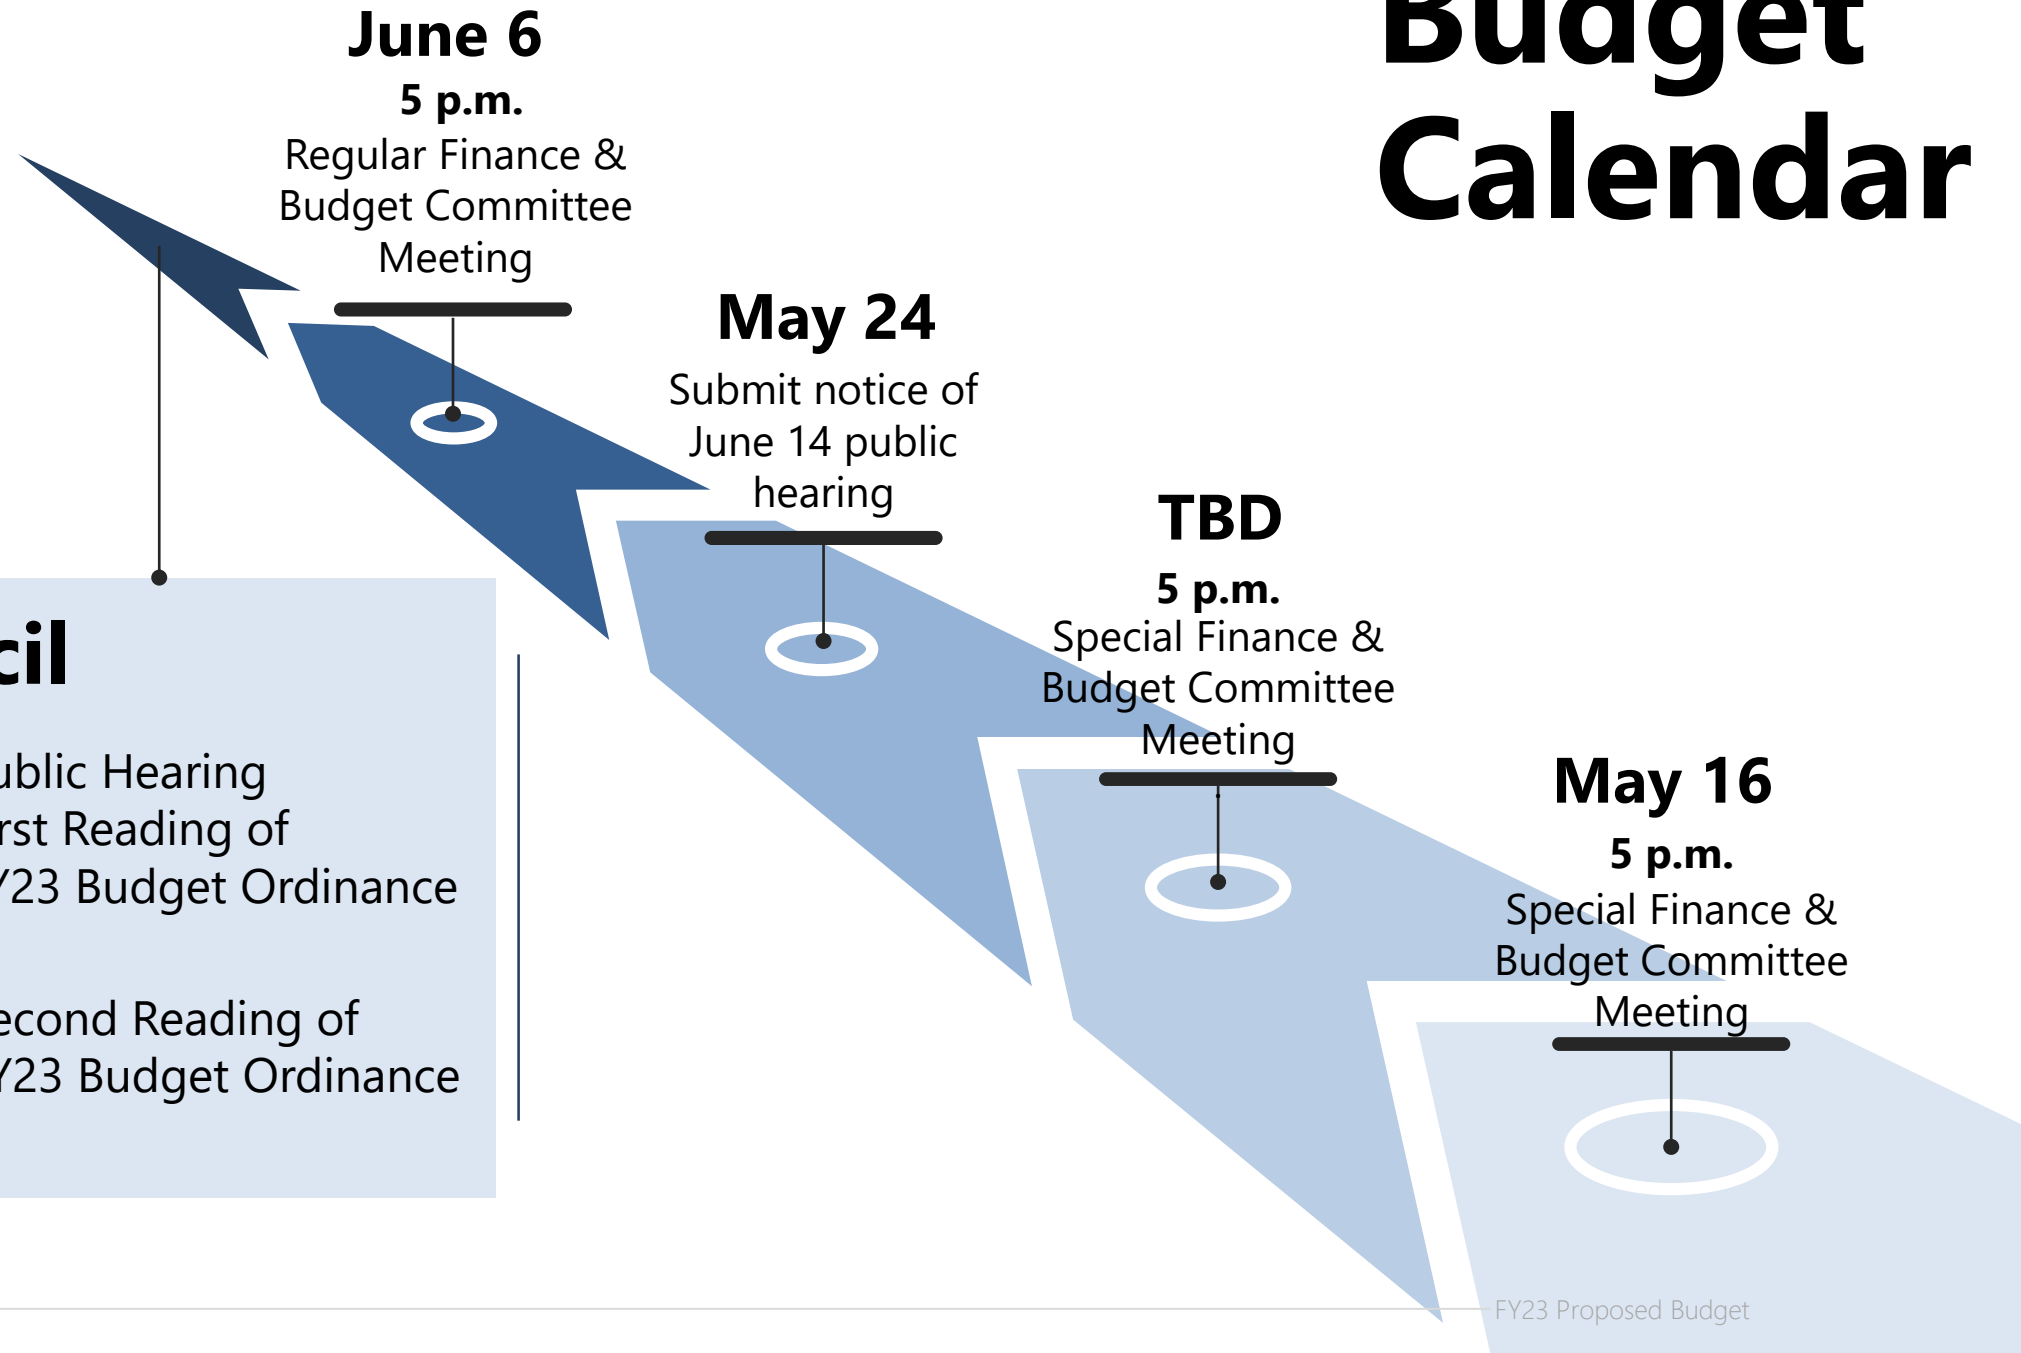 Budget
Calendar
June 6
5 p.m.
Regular Finance &
Budget Committee
Meeting
May 24
Submit notice of
June 14 public
hearing
TBD
5 p.m.
Special Finance &
Budget Committee
Meeting
May 16
5 p.m.
Special Finance &
Budget Committee
Meeting
cil
ublic Hearing
rst Reading of
Y23 Budget Ordinance
econd Reading of
Y23 Budget Ordinance
FY23 Proposed Budget